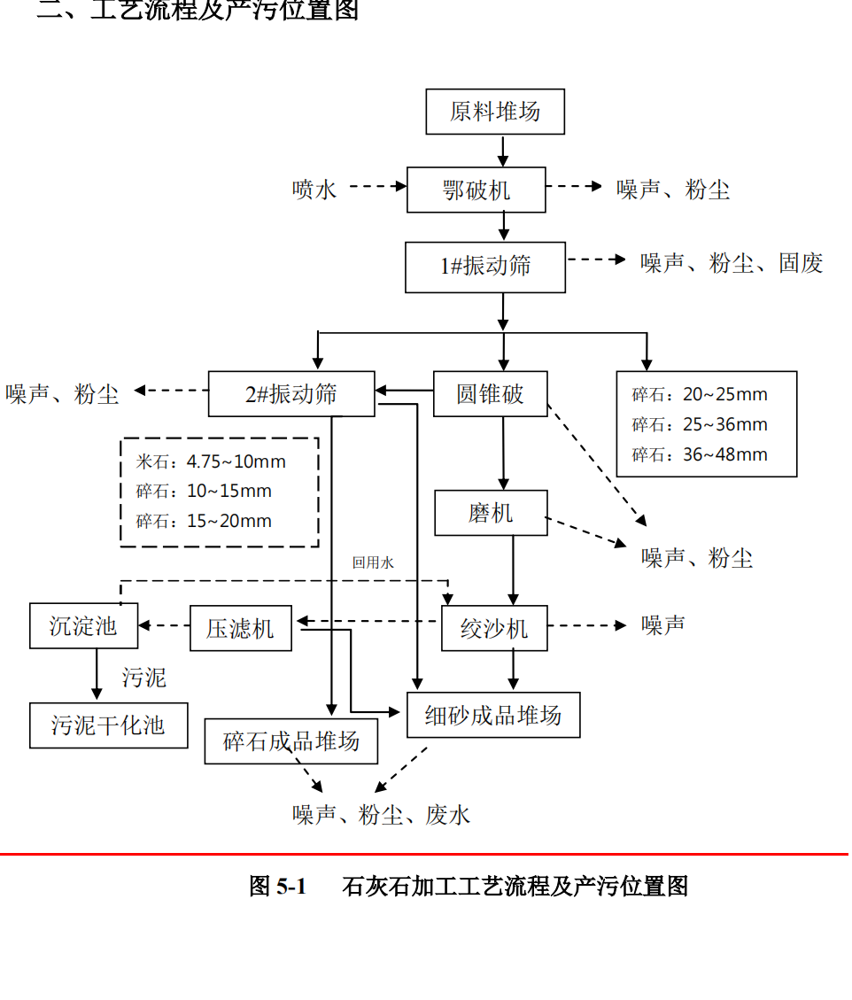 二、工艺流程及产污位置图
原料堆场
喷水
鄂破机
噪声、粉尘
1#振动筛
噪声、粉尘、固废
噪声、粉尘
2#振动筛
圆锥破
碎石：20~25mm
碎石：25~36mm
碎石：36~48mm
米石：4.75~10mm
碎石：10~15mm
碎石：15~20mm
磨机
噪声、粉尘
回用水
沉淀池
压滤机
绞沙机
噪声
污泥
污泥干化池
碎石成品堆场
细砂成品堆场
噪声、粉尘、废水
图 5-1 石灰石加工工艺流程及产污位置图